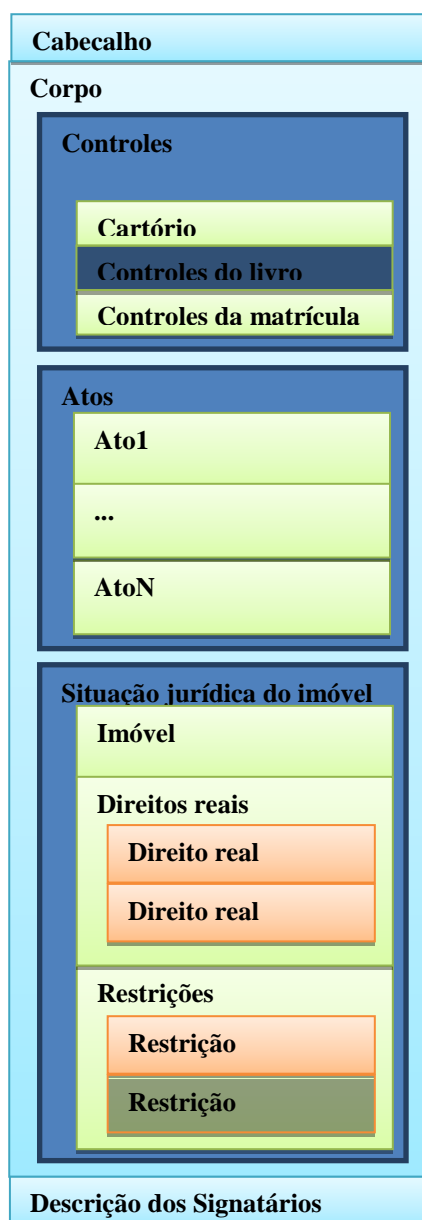 Cabecalho
Corpo
Controles
Cartório
Controles do livro
Controles da matrícula
Atos
Ato1
...
AtoN
Situação jurídica do imóvel
Imóvel
Direitos reais
Direito real
Direito real
Restrições
Restrição
Restrição
Descrição dos Signatários